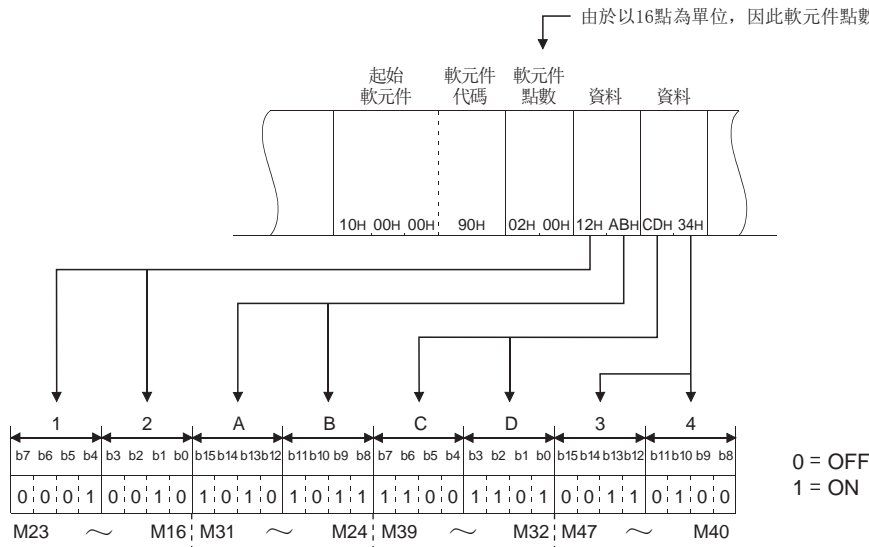 由於以16點為單位，因此軟元件點數
起始 軟元件 軟元件
軟元件 代碼 點數 資料 資料
10H 00H 00H 90H 02H 00H 12H ABH CDH 34H
1 2 A B C D 3 4
b7 b6 b5 b4 b3 b2 b1 b0 b15 b14 b13 b12 b11 b10 b9 b8 b7 b6 b5 b4 b3 b2 b1 b0 b15 b14 b13 b12 b11 b10 b9 b8
0 = OFF
0 0 0 1 0 0 1 0 1 0 1 0 1 0 1 1 1 1 0 0 1 1 0 1 0 0 1 1 0 1 0 0
1 = ON
M23 ～ M16 M31 ～ M24 M39 ～ M32 M47 ～ M40